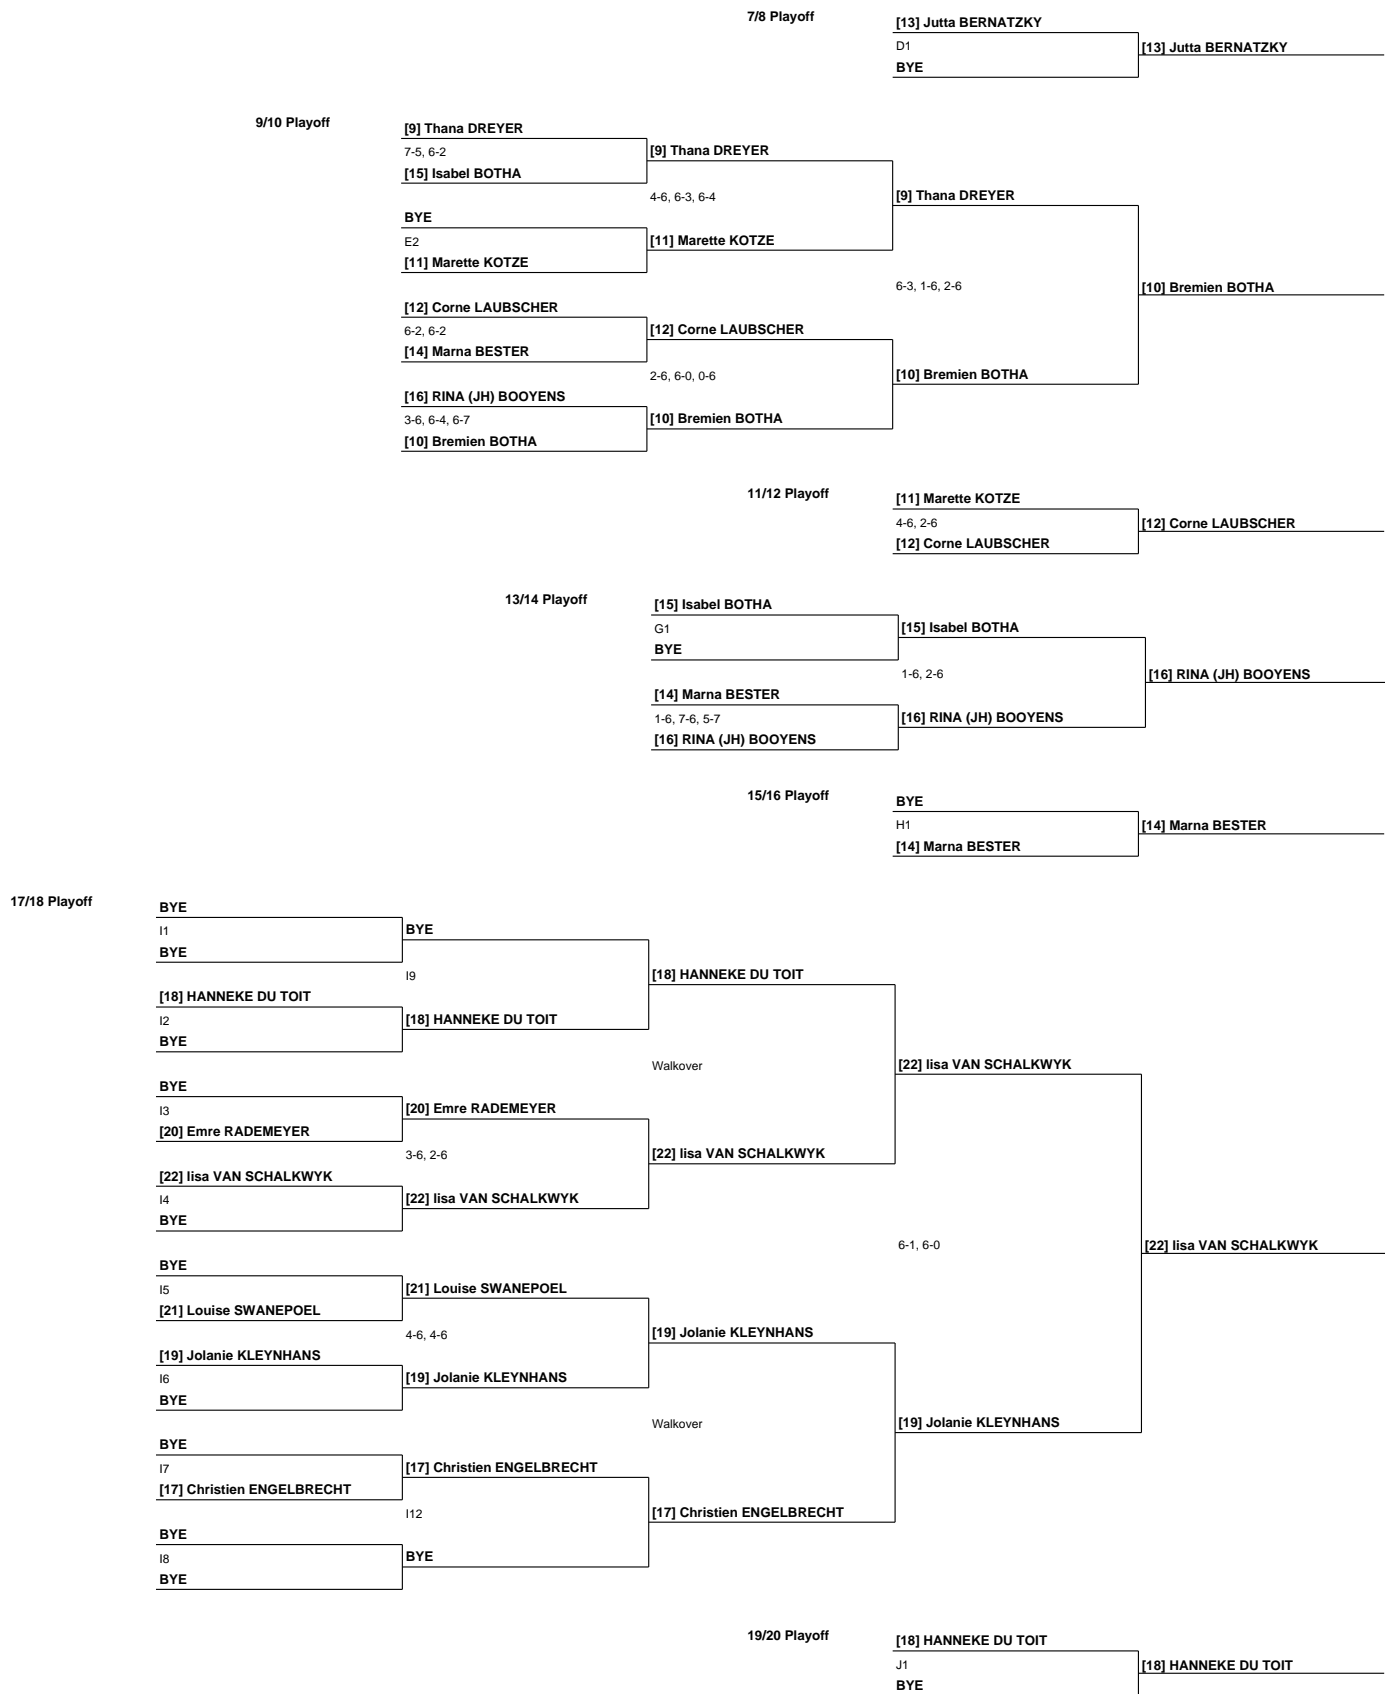 7/8 Playoff
[13] Jutta BERNATZKY
D1
BYE
[13] Jutta BERNATZKY
9/10 Playoff
[9] Thana DREYER
7-5, 6-2
[15] Isabel BOTHA
[9] Thana DREYER
4-6, 6-3, 6-4
BYE
E2
[11] Marette KOTZE
[11] Marette KOTZE
[9] Thana DREYER
6-3, 1-6, 2-6
[10] Bremien BOTHA
[12] Corne LAUBSCHER
6-2, 6-2
[14] Marna BESTER
[12] Corne LAUBSCHER
2-6, 6-0, 0-6
[10] Bremien BOTHA
[16] RINA (JH) BOOYENS
3-6, 6-4, 6-7
[10] Bremien BOTHA
[10] Bremien BOTHA
11/12 Playoff
[11] Marette KOTZE
4-6, 2-6
[12] Corne LAUBSCHER
[12] Corne LAUBSCHER
13/14 Playoff
[15] Isabel BOTHA
G1
BYE
[15] Isabel BOTHA
1-6, 2-6
[16] RINA (JH) BOOYENS
[14] Marna BESTER
1-6, 7-6, 5-7
[16] RINA (JH) BOOYENS
[16] RINA (JH) BOOYENS
15/16 Playoff
BYE
H1
[14] Marna BESTER
[14] Marna BESTER
17/18 Playoff
BYE
I1
BYE
BYE
I9
[18] HANNEKE DU TOIT
[18] HANNEKE DU TOIT
I2
BYE
[18] HANNEKE DU TOIT
Walkover
[22] lisa VAN SCHALKWYK
BYE
I3
[20] Emre RADEMEYER
[20] Emre RADEMEYER
3-6, 2-6
[22] lisa VAN SCHALKWYK
[22] lisa VAN SCHALKWYK
I4
BYE
[22] lisa VAN SCHALKWYK
6-1, 6-0
[22] lisa VAN SCHALKWYK
BYE
I5
[21] Louise SWANEPOEL
[21] Louise SWANEPOEL
4-6, 4-6
[19] Jolanie KLEYNHANS
[19] Jolanie KLEYNHANS
I6
BYE
[19] Jolanie KLEYNHANS
Walkover
[19] Jolanie KLEYNHANS
BYE
I7
[17] Christien ENGELBRECHT
[17] Christien ENGELBRECHT
I12
[17] Christien ENGELBRECHT
BYE
I8
BYE
BYE
19/20 Playoff
[18] HANNEKE DU TOIT
J1
BYE
[18] HANNEKE DU TOIT